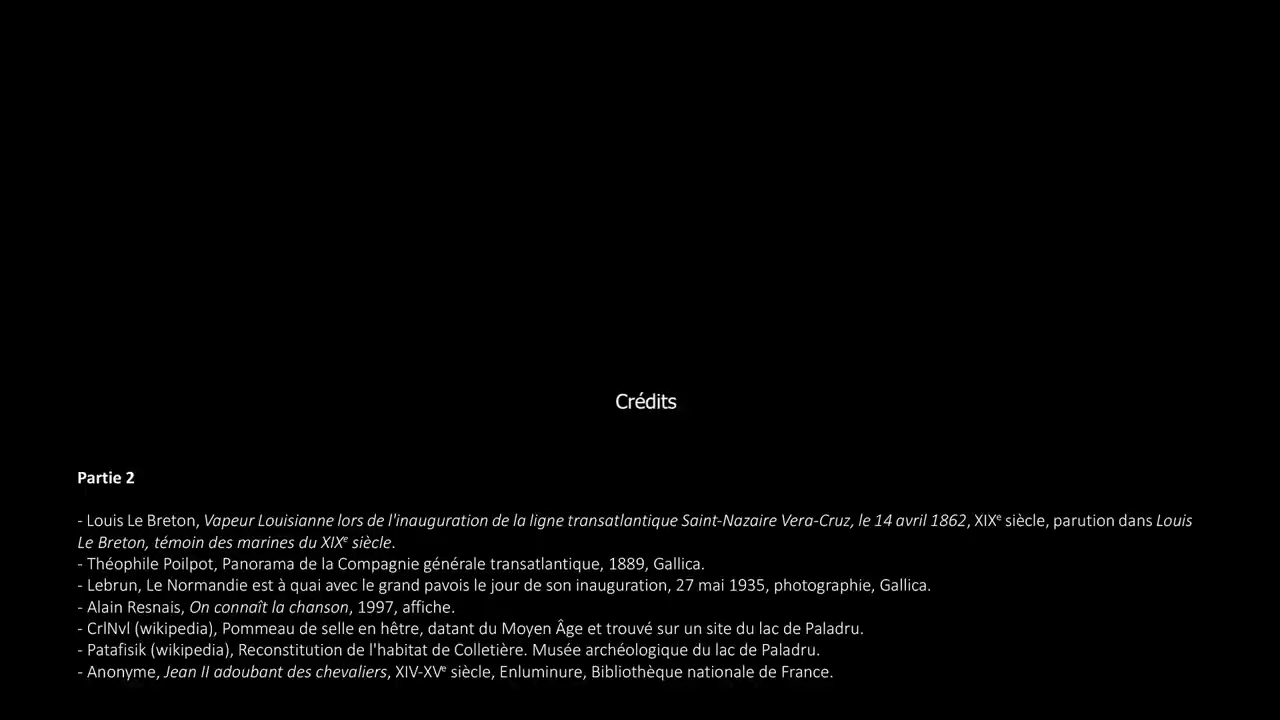 Crédits
Partie 2
- Louis Le Breton, Vapeur Louisianne lors de l'inauguration de la ligne transatlantique Saint-Nazaire Vera-Cruz, le 14 avril 1862, XIXe siècle, parution dans Louis
Le Breton, témoin des marines du XIXe siècle.
- Théophile Poilpot, Panorama de la Compagnie générale transatlantique, 1889, Gallica.
- Lebrun, Le Normandie est à quai avec le grand pavois le jour de son inauguration, 27 mai 1935, photographie, Gallica.
- Alain Resnais, On connaît la chanson, 1997, affiche.
- CrlNvl (wikipedia), Pommeau de selle en hêtre, datant du Moyen Âge et trouvé sur un site du lac de Paladru.
- Patafisik (wikipedia), Reconstitution de l'habitat de Colletière. Musée archéologique du lac de Paladru.
- Anonyme, Jean II adoubant des chevaliers, XIV-XVe siècle, Enluminure, Bibliothèque nationale de France.